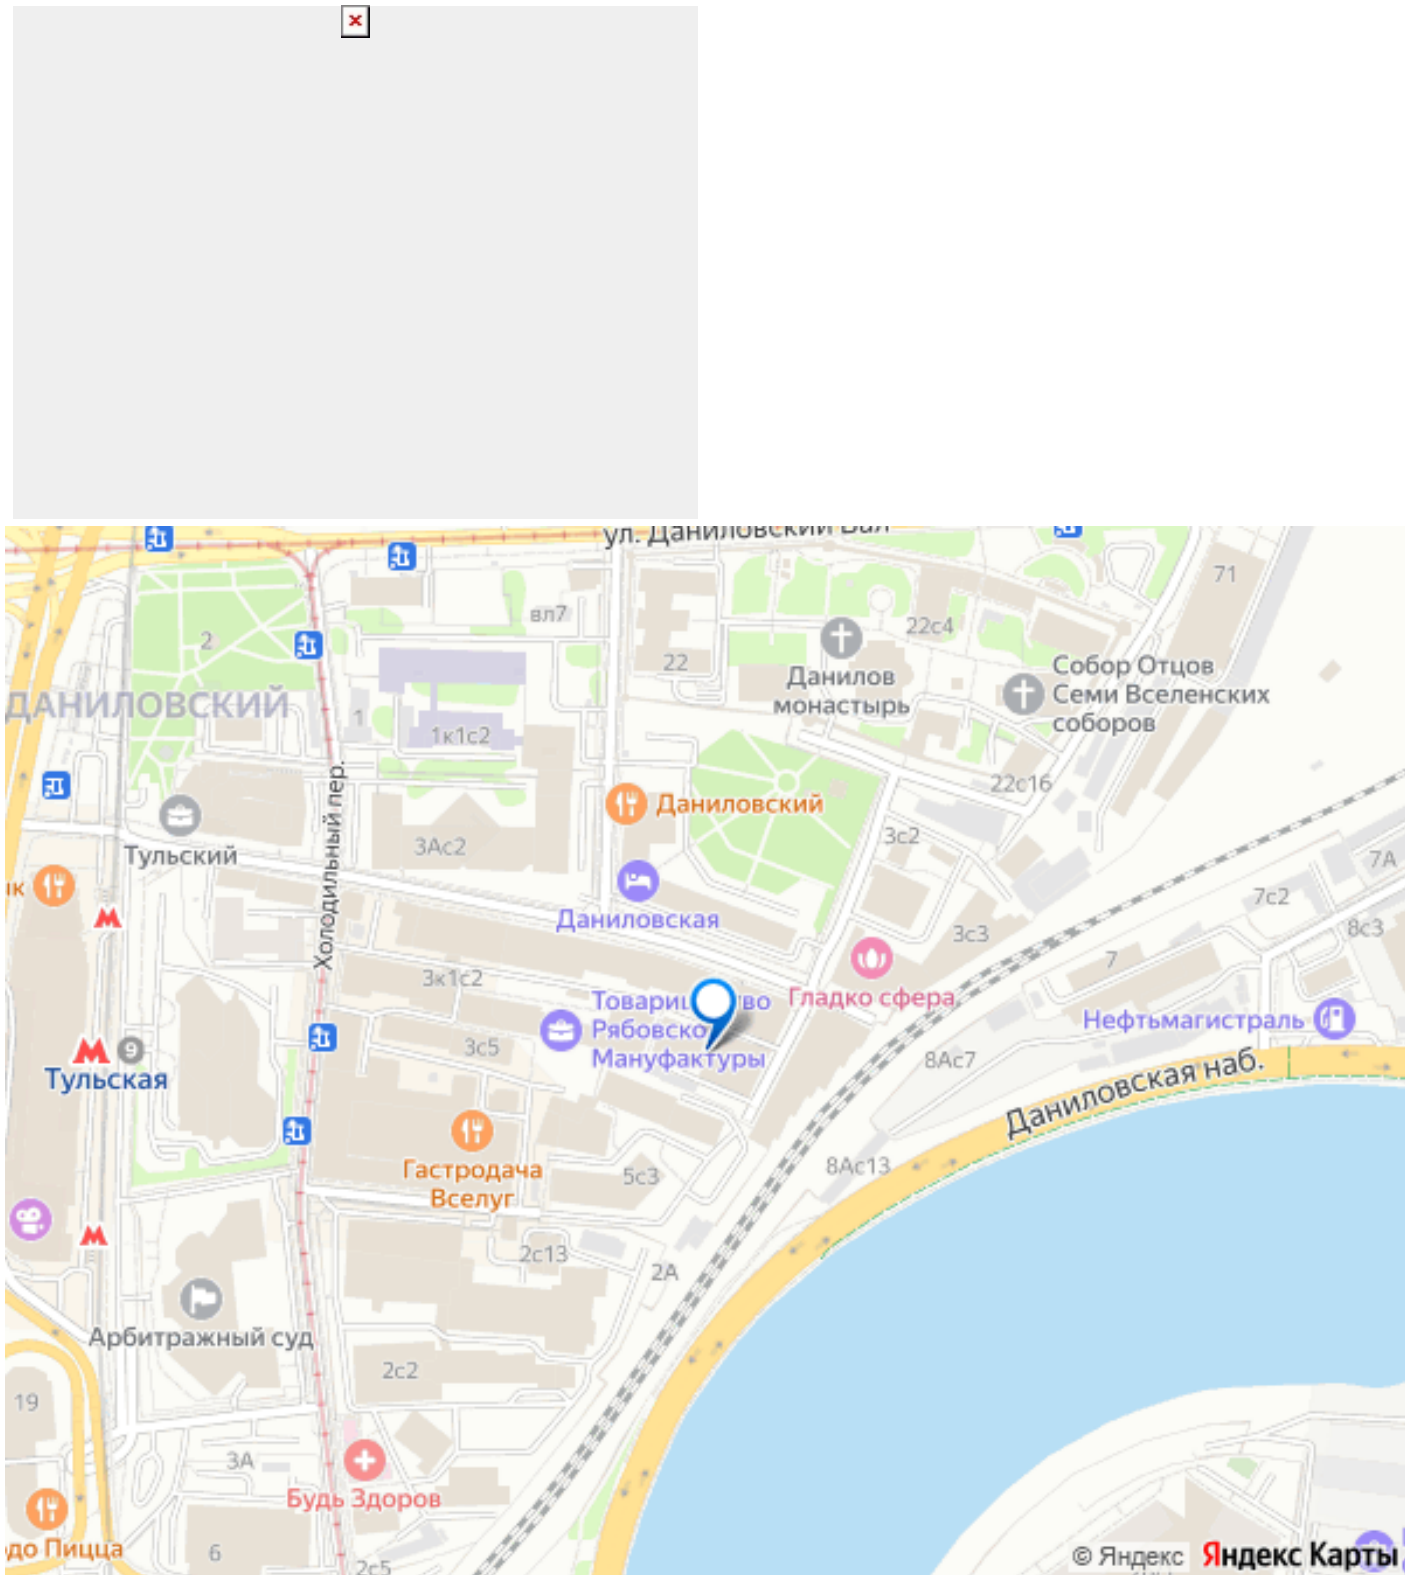 ул. Даниловский Вал
71
вл7
22с4
2
22
Данилов
монастырь
Собор Отцов
Семи Вселенских
соборов
ДАНИЛОВСКИЙ
1
1к1с2
22с16
Холодильный пер.
Даниловский
3с2
3Ас2
Тульский
7А
к
7с2
Даниловская
3с3
8с3
7
3к1с2
Гладко сфера
Рябовско
Мануфактуры
Нефтьмагистраль
3с5
9
Тульская
8Ас7
Даниловская наб.
Гастродача
Вселуг
5с3
8Ас13
2с13
2А
Арбитражный суд
2с2
19
3А
Будь Здоров
до Пицца
6
2с5
© Яндекс Яндекс Карты